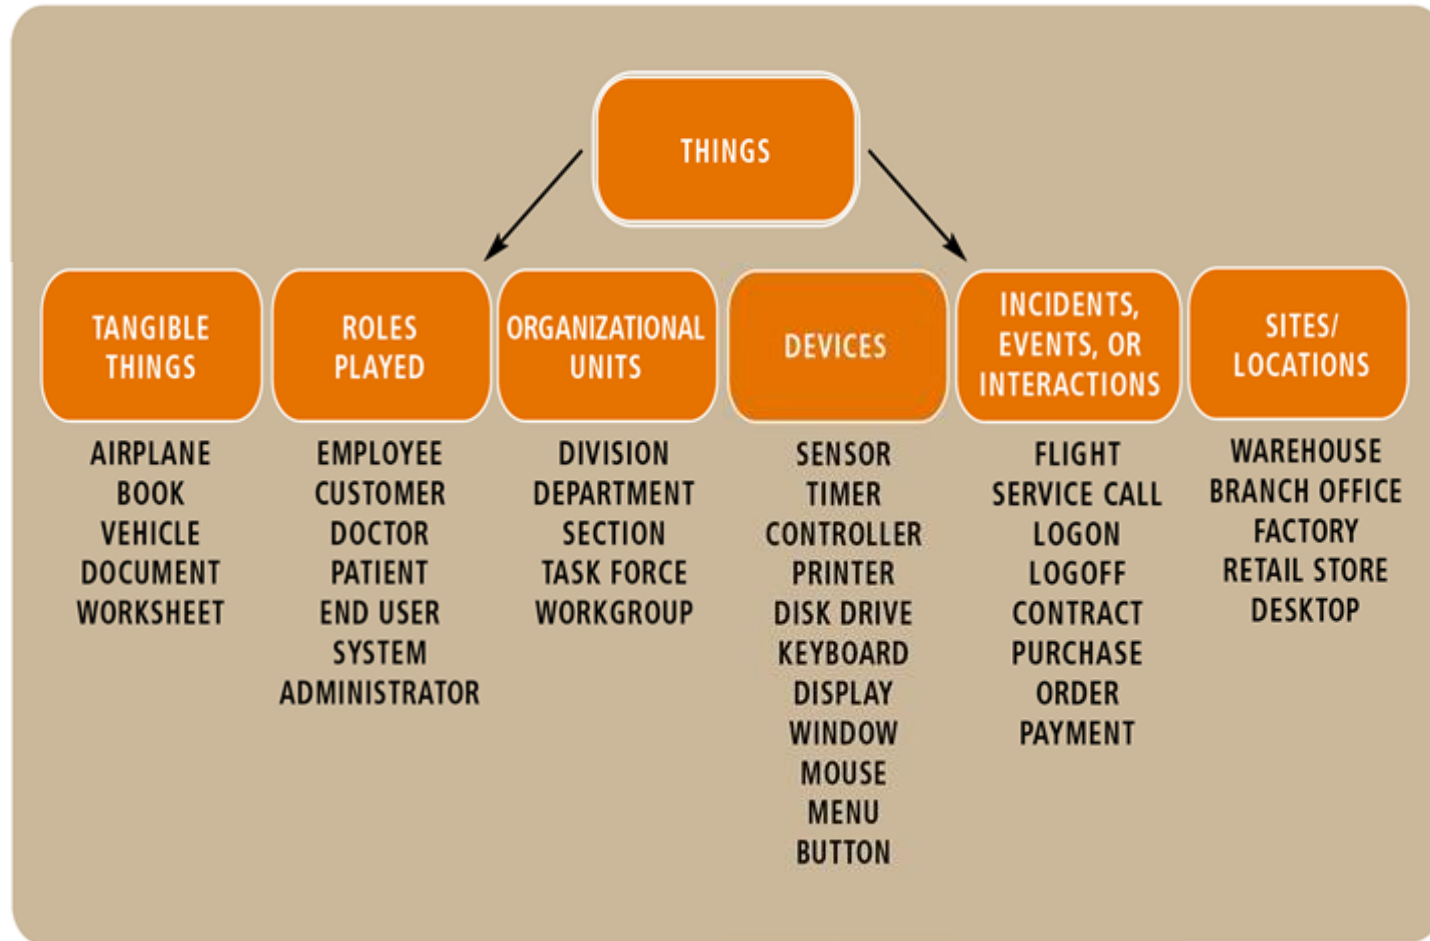 THINGS
TANGIBLE
THINGS
AIRPLANE
BOOK
VEHICLE
DOCUMENT
WORKSHEET
ROLES
PLAYED
EMPLOYEE
CUSTOMER
DOCTOR
PATIENT
END USER
SYSTEM
ADMINISTRATOR
ORGANIZATIONAL
UNITS
DIVISION
DEPARTMENT
SECTION
TASK FORCE
WORKGROUP
DEVICES
SENSOR
TIMER
CONTROLLER
PRINTER
DISK DRIVE
KEYBOARD
DISPLAY
WINDOW
MOUSE
MENU
BUTTON
INCIDENTS,
EVENTS, OR
INTERACTIONS
FLIGHT
SERVICE CALL
LOGON
LOGOFF
CONTRACT
PURCHASE
ORDER
PAYMENT
SITES/
LOCATIONS
WAREHOUSE
BRANCH OFFICE
FACTORY
RETAIL STORE
DESKTOP